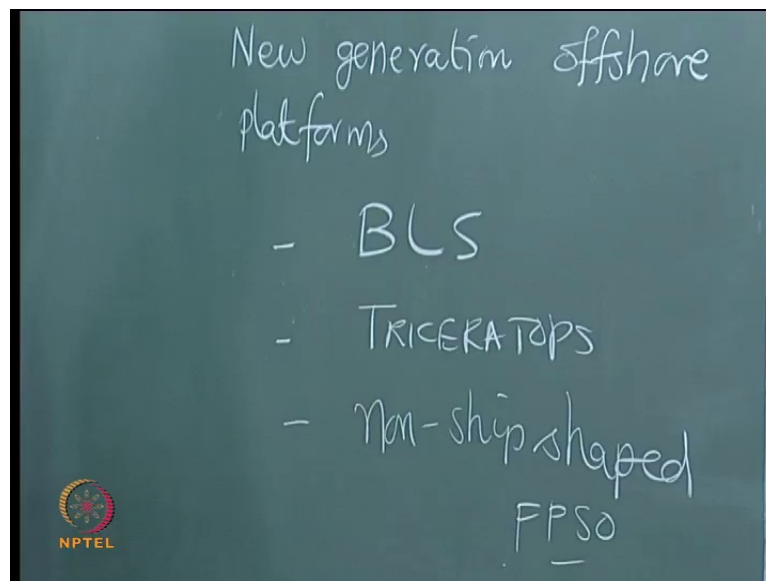 New generation offshore
platforms
- BLS
- TRICERATOPS
- Non-ship shaped
FPSO
NPTEL